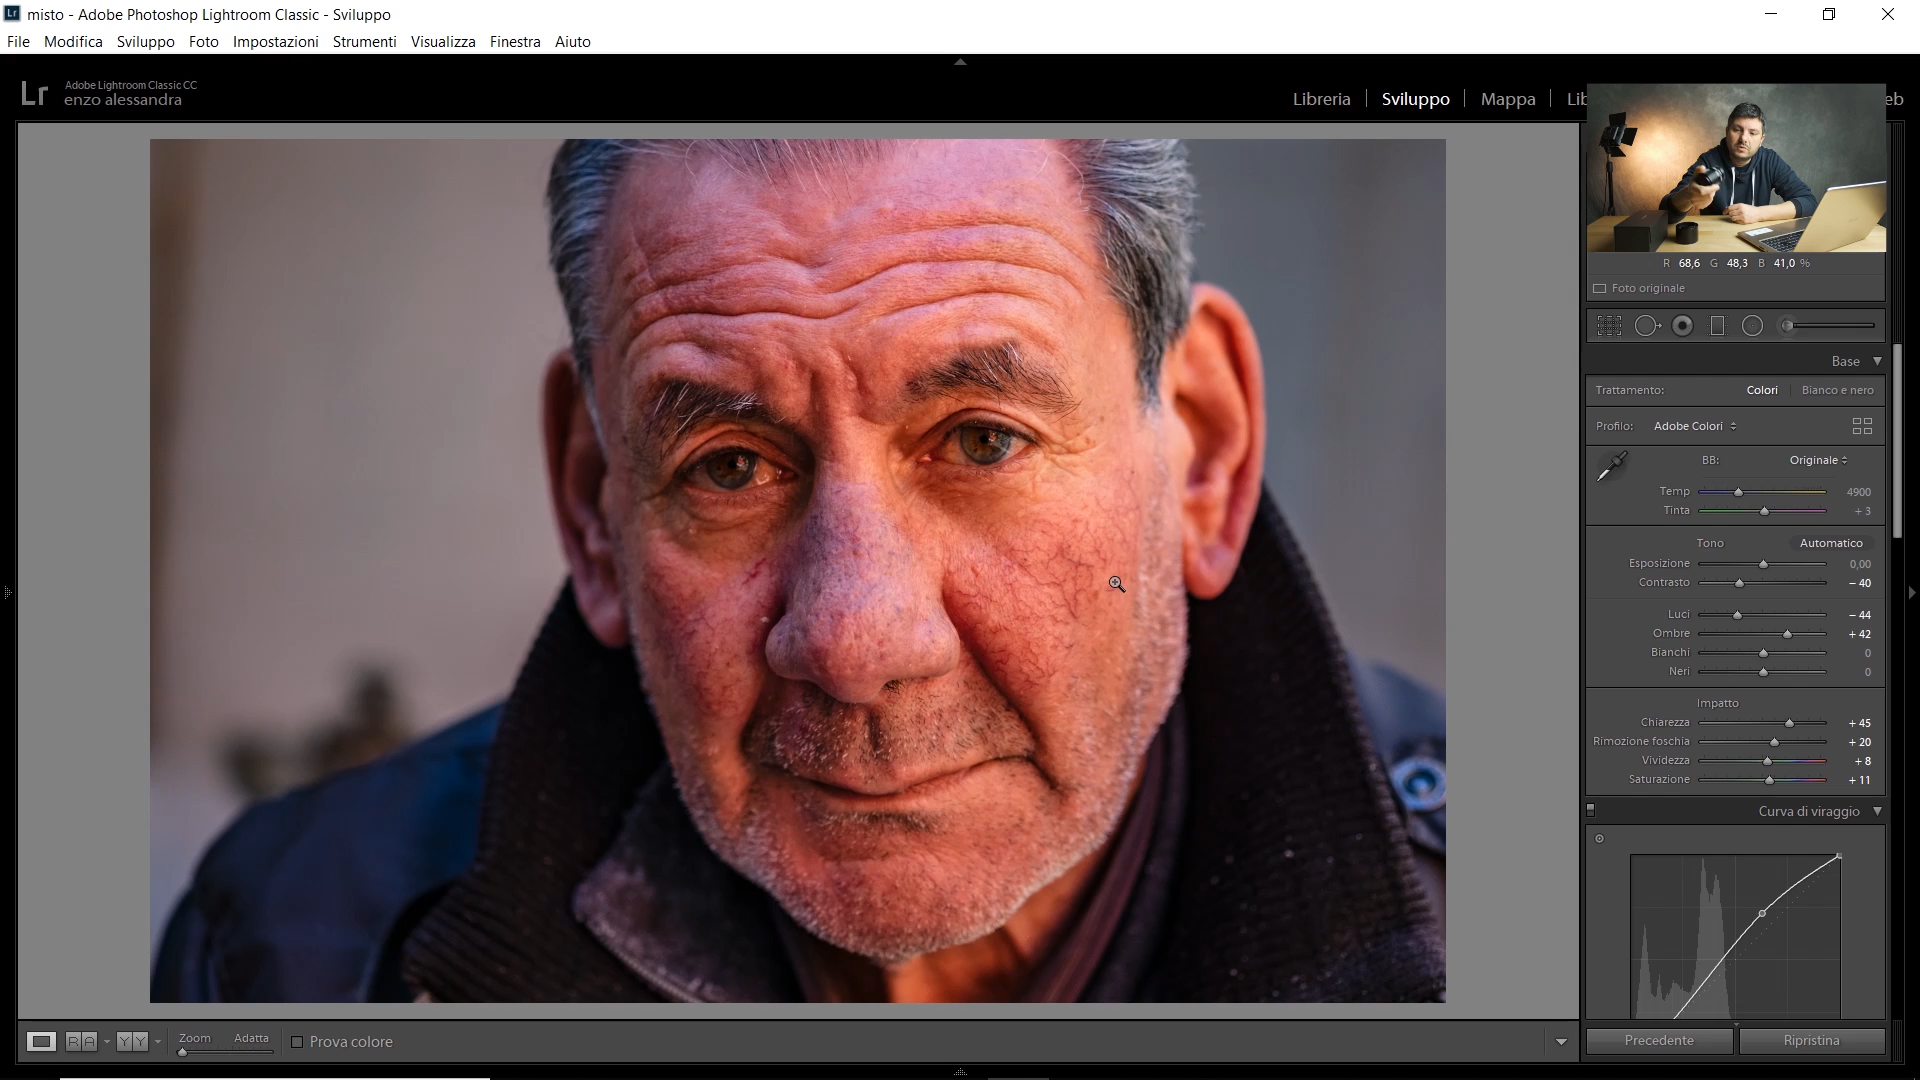 misto - Adobe Photoshop Lightroom Classic - Sviluppo
File Modifica Sviluppo Foto Impostazioni Strumenti Visualizza Finestra Aiuto
Lr Adobe Lightroom Classic CC
enzo alessandra
Libreria Sviluppo Mappa Lib eb
R 68,6 G 48,3 B 41,0 %
Foto originale
Base
Trattamento: Colori Bianco e nero
Profilo: Adobe Colori
BB: Originale
Temp 4900
Tinta + 3
Tono Automatico
Esposizione 0,00
Contrasto – 40
Luci – 44
Ombre + 42
Bianchi 0
Neri 0
Impatto
Chiarezza + 45
Rimozione foschia + 20
Vividezza + 8
Saturazione + 11
Curva di viraggio
R A Y Y Zoom Adatta Prova colore
Precedente Ripristina